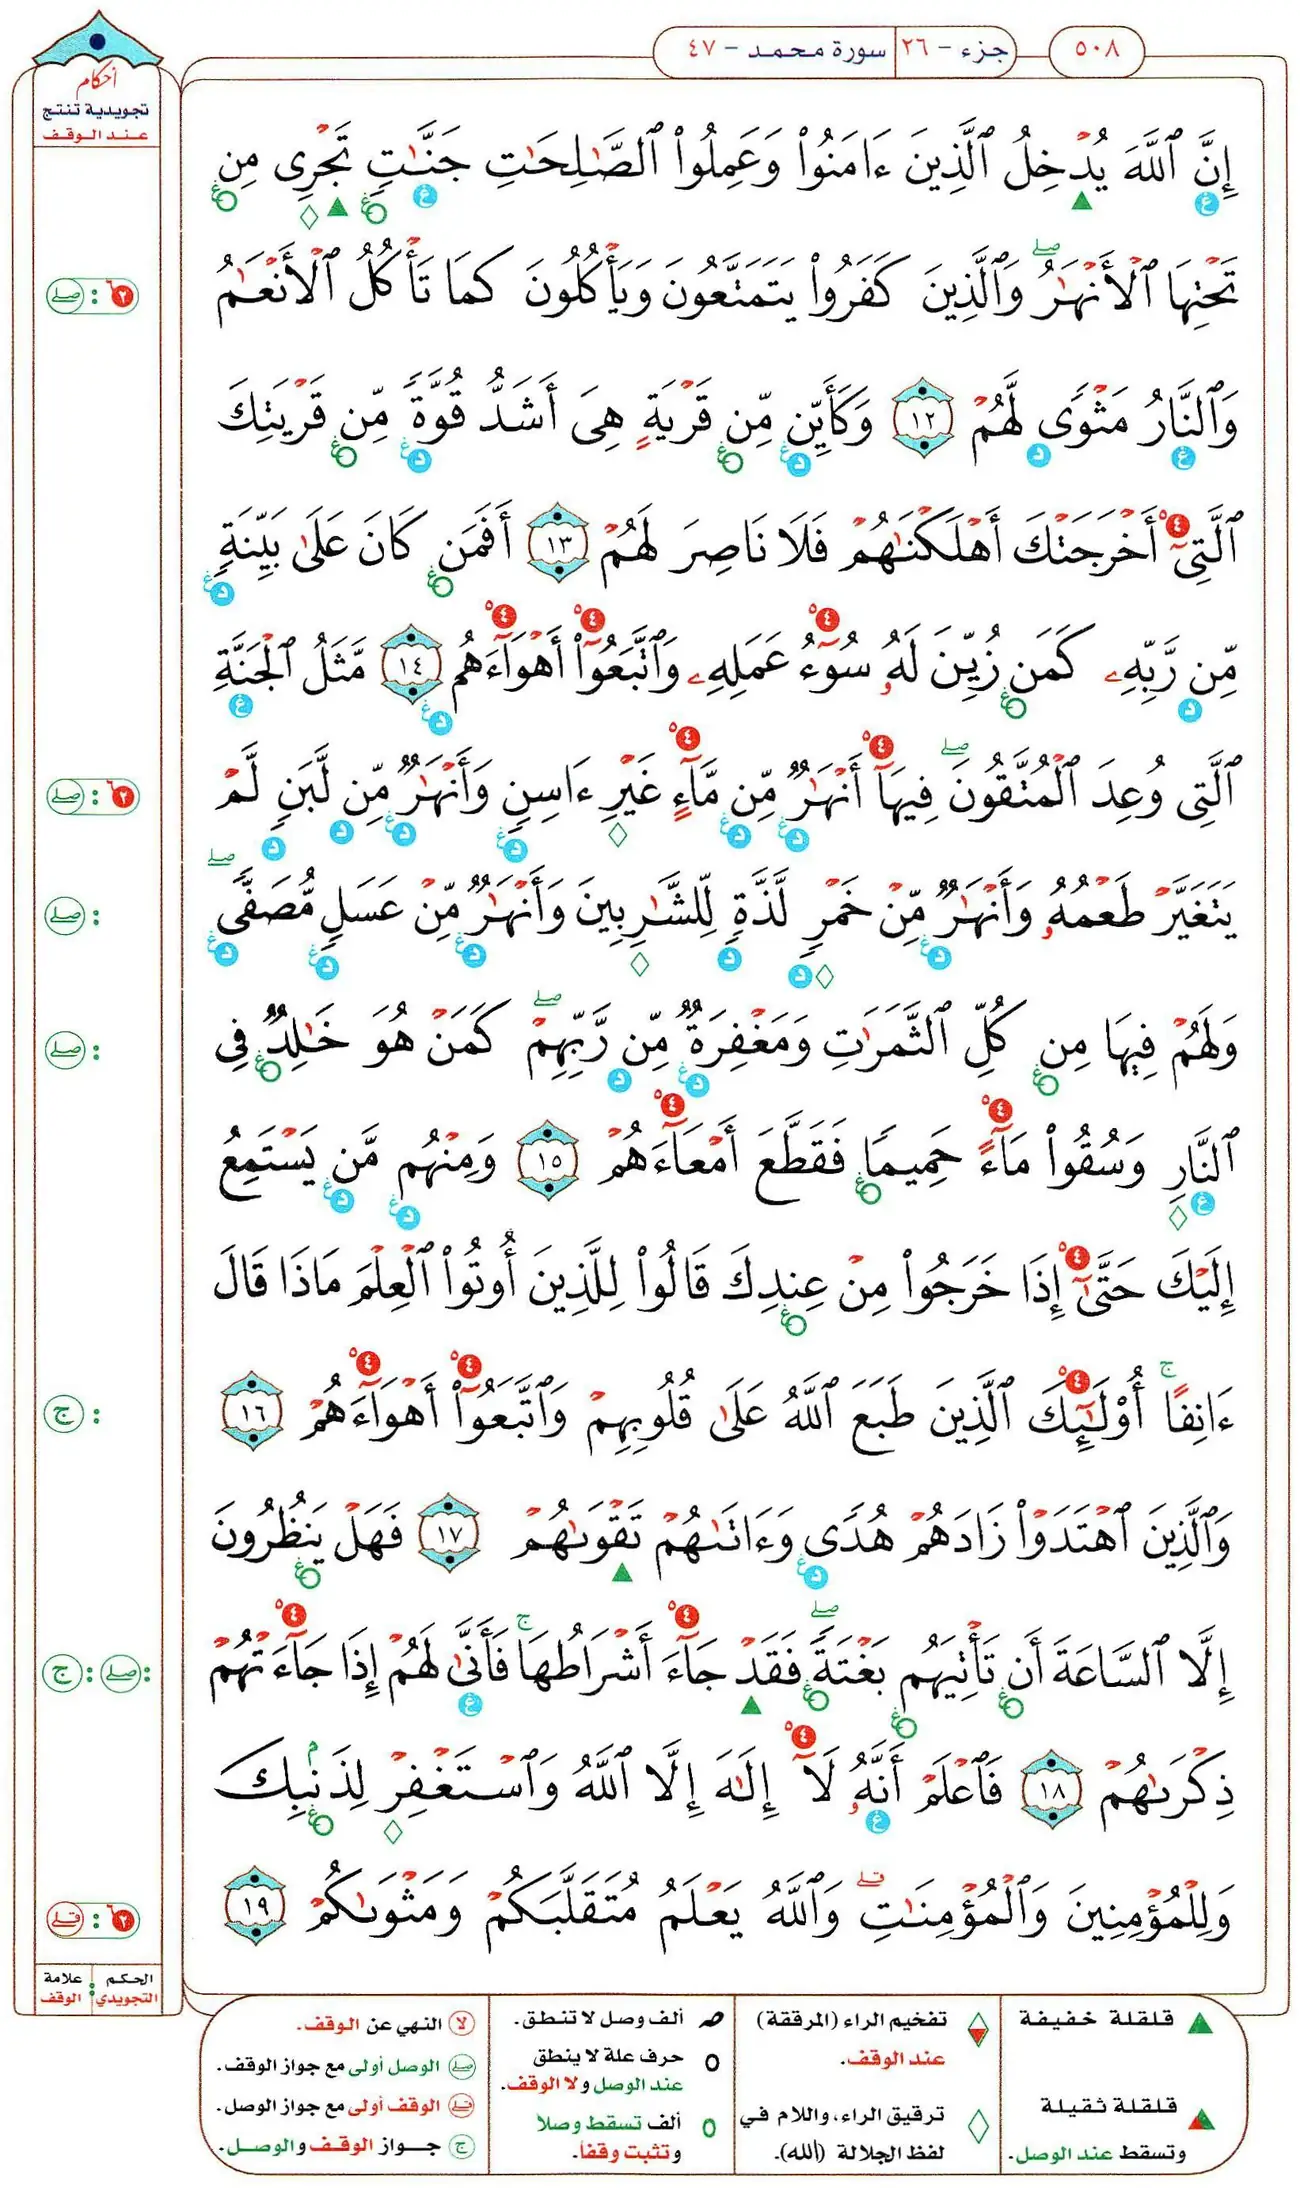 ٥٠٨
جزء - ٢٦
سورة محمد - ٤٧
أحكام
تجويدية تنتج
عند الوقف
إِنَّ ٱللَّهَ يُدْخِلُ ٱلَّذِينَ ءَامَنُوا۟ وَعَمِلُوا۟ ٱلصَّـٰلِحَـٰتِ جَنَّـٰتٍ تَجْرِى مِن
تَحْتِهَا ٱلْأَنْهَـٰرُ ۖ وَٱلَّذِينَ كَفَرُوا۟ يَتَمَتَّعُونَ وَيَأْكُلُونَ كَمَا تَأْكُلُ ٱلْأَنْعَـٰمُ
وَٱلنَّارُ مَثْوًى لَّهُمْ ١٢ وَكَأَيِّن مِّن قَرْيَةٍ هِىَ أَشَدُّ قُوَّةً مِّن قَرْيَتِكَ
ٱلَّتِىٓ أَخْرَجَتْكَ أَهْلَكْنَـٰهُمْ فَلَا نَاصِرَ لَهُمْ ١٣ أَفَمَن كَانَ عَلَىٰ بَيِّنَةٍ
مِّن رَّبِّهِۦ كَمَن زُيِّنَ لَهُۥ سُوٓءُ عَمَلِهِۦ وَٱتَّبَعُوٓا۟ أَهْوَآءَهُم ١٤ مَّثَلُ ٱلْجَنَّةِ
ٱلَّتِى وُعِدَ ٱلْمُتَّقُونَ ۖ فِيهَآ أَنْهَـٰرٌ مِّن مَّآءٍ غَيْرِ ءَاسِنٍ وَأَنْهَـٰرٌ مِّن لَّبَنٍ لَّمْ
يَتَغَيَّرْ طَعْمُهُۥ وَأَنْهَـٰرٌ مِّنْ خَمْرٍ لَّذَّةٍ لِّلشَّـٰرِبِينَ وَأَنْهَـٰرٌ مِّنْ عَسَلٍ مُّصَفًّى ۖ
وَلَهُمْ فِيهَا مِن كُلِّ ٱلثَّمَرَٰتِ وَمَغْفِرَةٌ مِّن رَّبِّهِمْ ۖ كَمَنْ هُوَ خَـٰلِدٌ فِى
ٱلنَّارِ وَسُقُوا۟ مَآءً حَمِيمًا فَقَطَّعَ أَمْعَآءَهُمْ ١٥ وَمِنْهُم مَّن يَسْتَمِعُ
إِلَيْكَ حَتَّىٰٓ إِذَا خَرَجُوا۟ مِنْ عِندِكَ قَالُوا۟ لِلَّذِينَ أُوتُوا۟ ٱلْعِلْمَ مَاذَا قَالَ
ءَانِفًا ۚ أُو۟لَـٰٓئِكَ ٱلَّذِينَ طَبَعَ ٱللَّهُ عَلَىٰ قُلُوبِهِمْ وَٱتَّبَعُوٓا۟ أَهْوَآءَهُمْ ١٦
وَٱلَّذِينَ ٱهْتَدَوْا۟ زَادَهُمْ هُدًى وَءَاتَىٰهُمْ تَقْوَىٰهُمْ ١٧ فَهَلْ يَنظُرُونَ
إِلَّا ٱلسَّاعَةَ أَن تَأْتِيَهُم بَغْتَةً ۖ فَقَدْ جَآءَ أَشْرَاطُهَا ۚ فَأَنَّىٰ لَهُمْ إِذَا جَآءَتْهُمْ
ذِكْرَىٰهُمْ ١٨ فَٱعْلَمْ أَنَّهُۥ لَآ إِلَـٰهَ إِلَّا ٱللَّهُ وَٱسْتَغْفِرْ لِذَنۢبِكَ
وَلِلْمُؤْمِنِينَ وَٱلْمُؤْمِنَـٰتِ ۗ وَٱللَّهُ يَعْلَمُ مُتَقَلَّبَكُمْ وَمَثْوَىٰكُمْ ١٩
الحكم التجويدي : علامة الوقف
قلقلة خفيفة
قلقلة ثقيلة
وتسقط عند الوصل.
تفخيم الراء (المرققة)
عند الوقف.
ترقيق الراء، واللام في
لفظ الجلالة (الله).
ألف وصل لا تنطق.
حرف علة لا ينطق
عند الوصل ولا الوقف.
ألف تسقط وصلا
وتثبت وقفا.
لا النهي عن الوقف.
صلى الوصل أولى مع جواز الوقف.
قلى الوقف أولى مع جواز الوصل.
ج جواز الوقف والوصل.